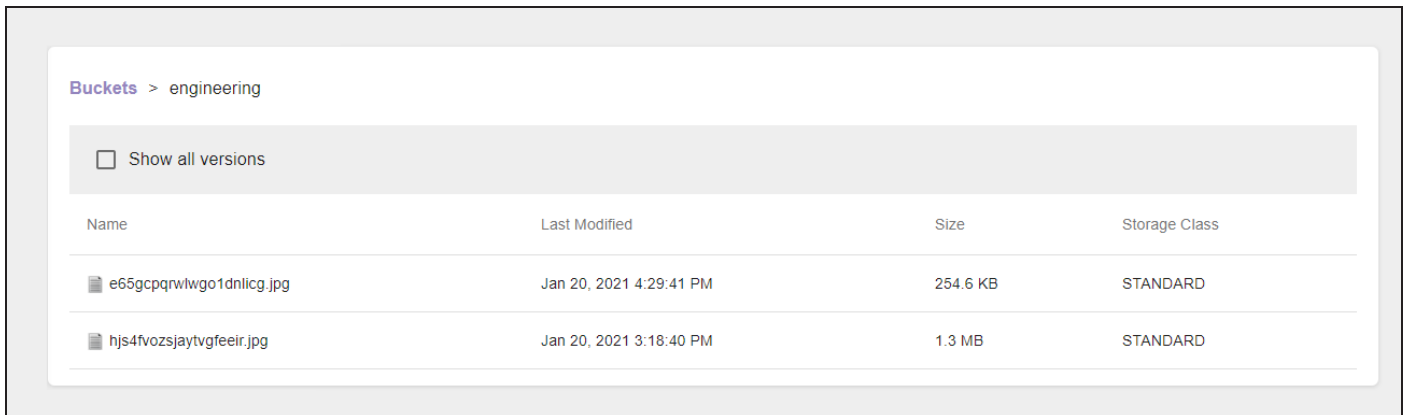 Buckets > engineering
Show all versions
Name Last Modified Size Storage Class
e65gcpqrwlwgo1dnlicg.jpg Jan 20, 2021 4:29:41 PM 254.6 KB STANDARD
hjs4fvozsjaytvgfeeir.jpg Jan 20, 2021 3:18:40 PM 1.3 MB STANDARD